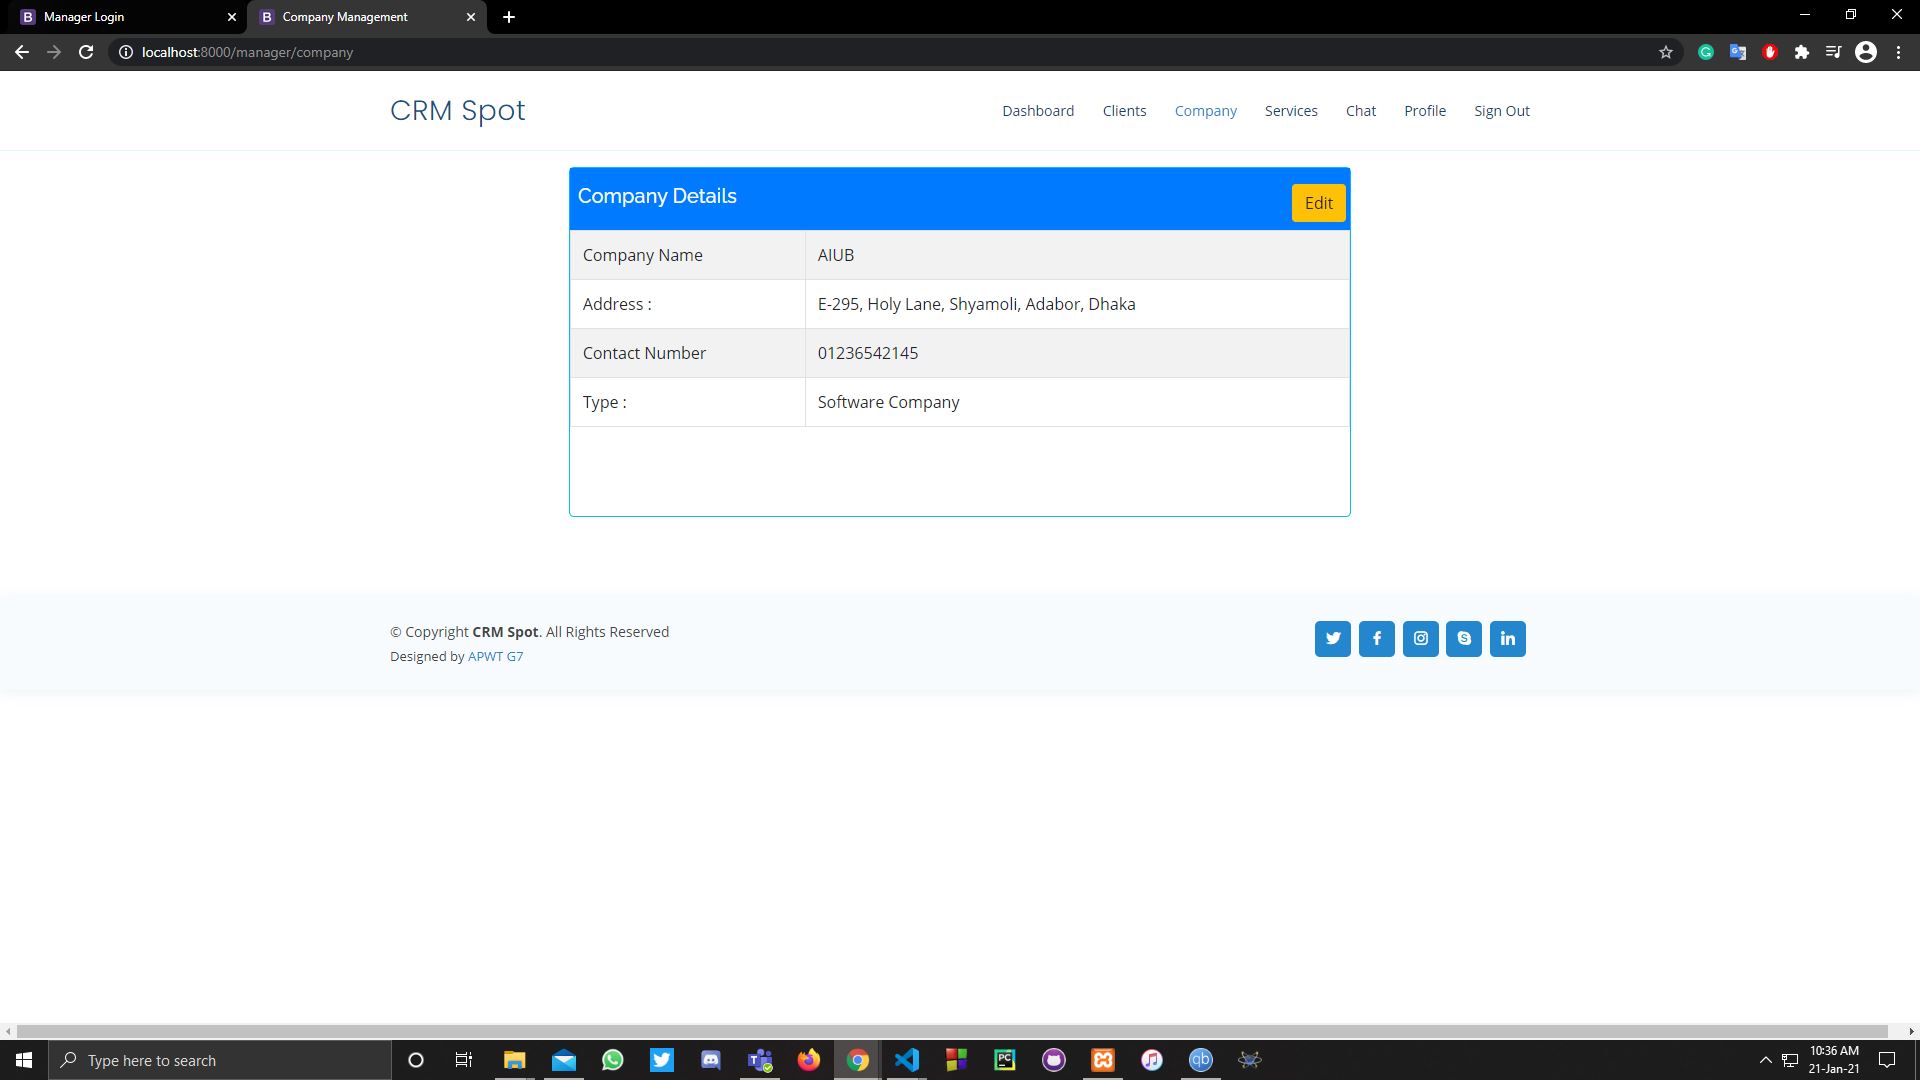 Manager Login
Company Management
localhost:8000/manager/company
CRM Spot
Dashboard Clients Company Services Chat Profile Sign Out
Company Details
Edit
Company Name AIUB
Address : E-295, Holy Lane, Shyamoli, Adabor, Dhaka
Contact Number 01236542145
Type : Software Company
© Copyright CRM Spot. All Rights Reserved
Designed by APWT G7
Type here to search
10:36 AM
21-Jan-21